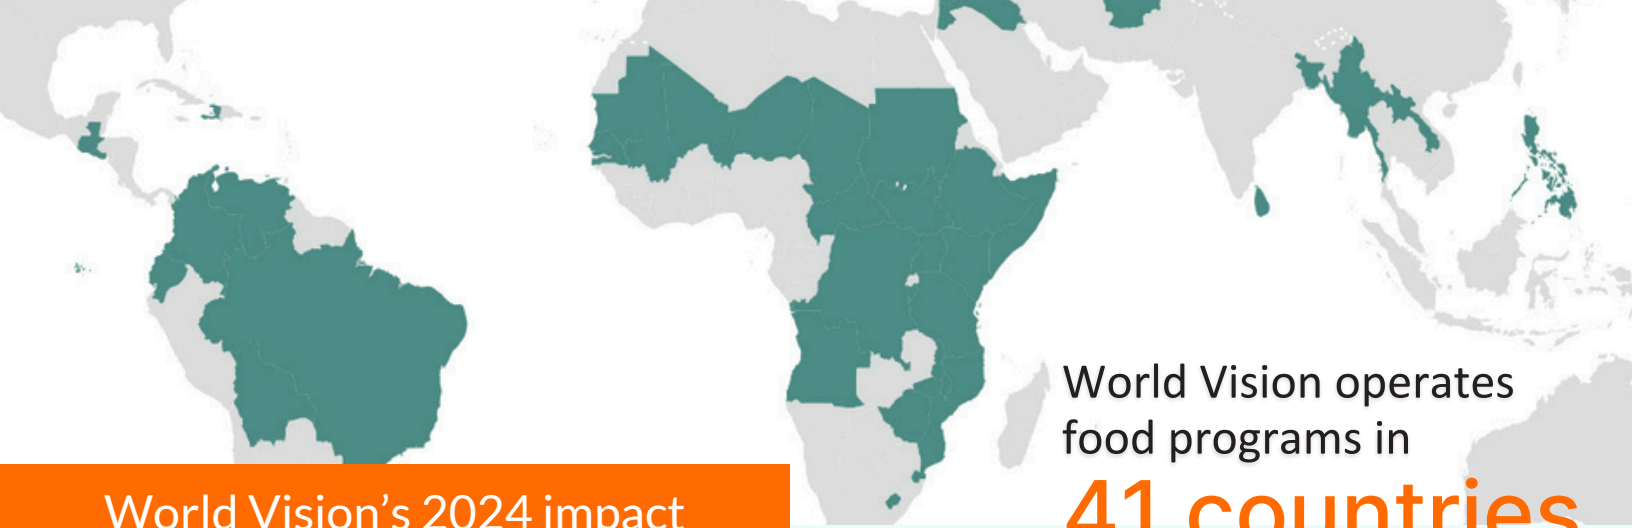 World Vision operates
food programs in
41 countries
World Vision’s 2024 impact